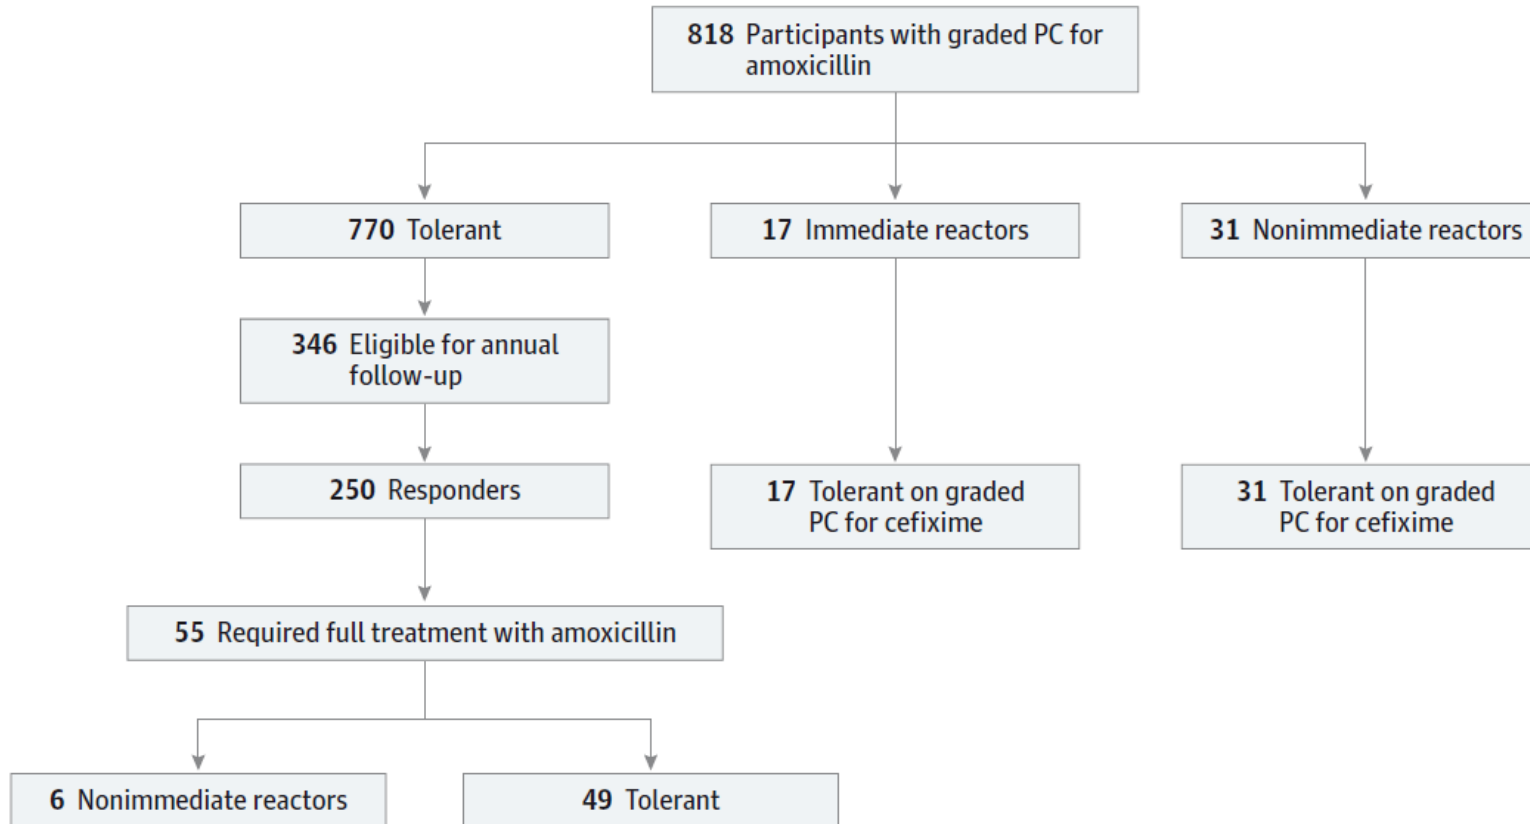 818 Participants with graded PC for
amoxicillin
770 Tolerant
17 Immediate reactors
31 Nonimmediate reactors
346 Eligible for annual
follow-up
250 Responders
17 Tolerant on graded
PC for cefixime
31 Tolerant on graded
PC for cefixime
55 Required full treatment with amoxicillin
6 Nonimmediate reactors
49 Tolerant